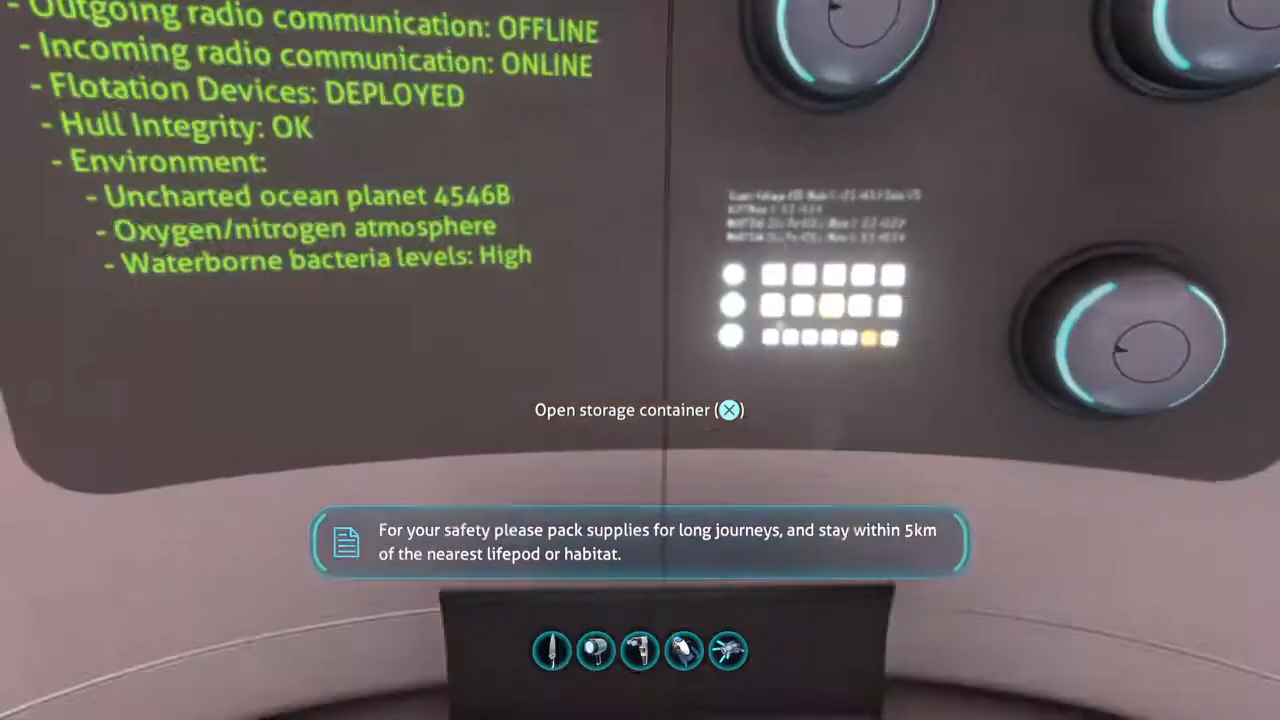 - Outgoing radio communication: OFFLINE
- Incoming radio communication: ONLINE
- Flotation Devices: DEPLOYED
- Hull Integrity: OK
- Environment:
- Uncharted ocean planet 4546B
- Oxygen/nitrogen atmosphere
- Waterborne bacteria levels: High
Open storage container (X)
For your safety please pack supplies for long journeys, and stay within 5km
of the nearest lifepod or habitat.